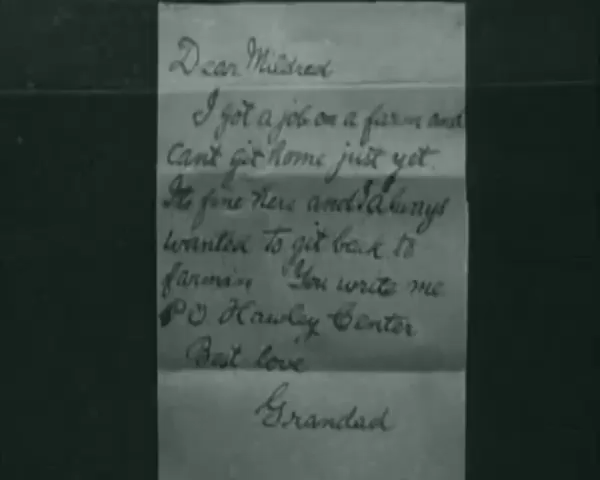 Dear Mildred
I got a job on a farm and
cant git home just yet.
Its fine here and I always
wanted to git back to
farmin You write me
P O Hawley Center
Best love
Grandad